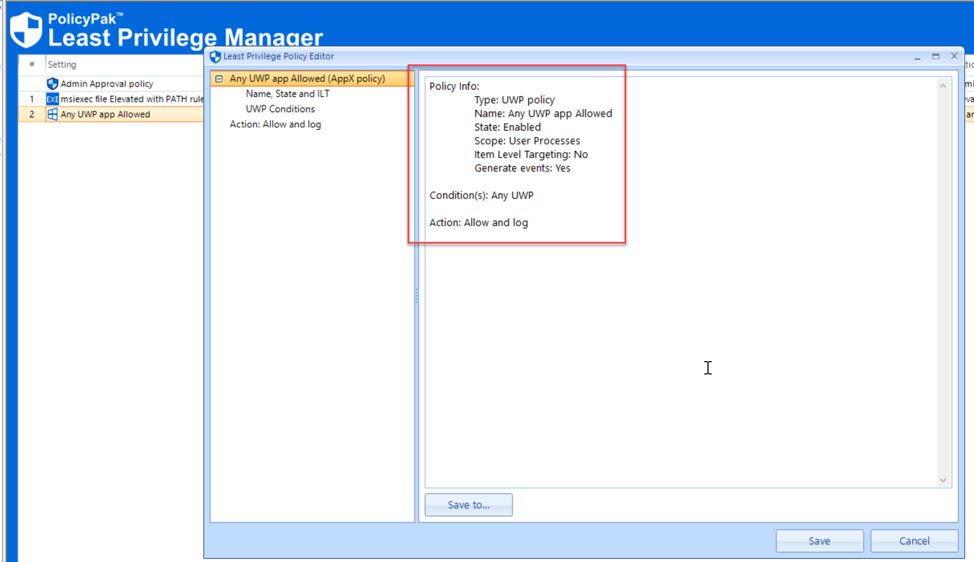 PolicyPak™
Least Privilege Manager
Least Privilege Policy Editor
# Setting
Admin Approval policy
1 EXE msiexec file Elevated with PATH rule
2 Any UWP app Allowed
Any UWP app Allowed (AppX policy)
Name, State and ILT
UWP Conditions
Action: Allow and log
Policy Info:
Type: UWP policy
Name: Any UWP app Allowed
State: Enabled
Scope: User Processes
Item Level Targeting: No
Generate events: Yes
Condition(s): Any UWP
Action: Allow and log
Save to...
Save
Cancel